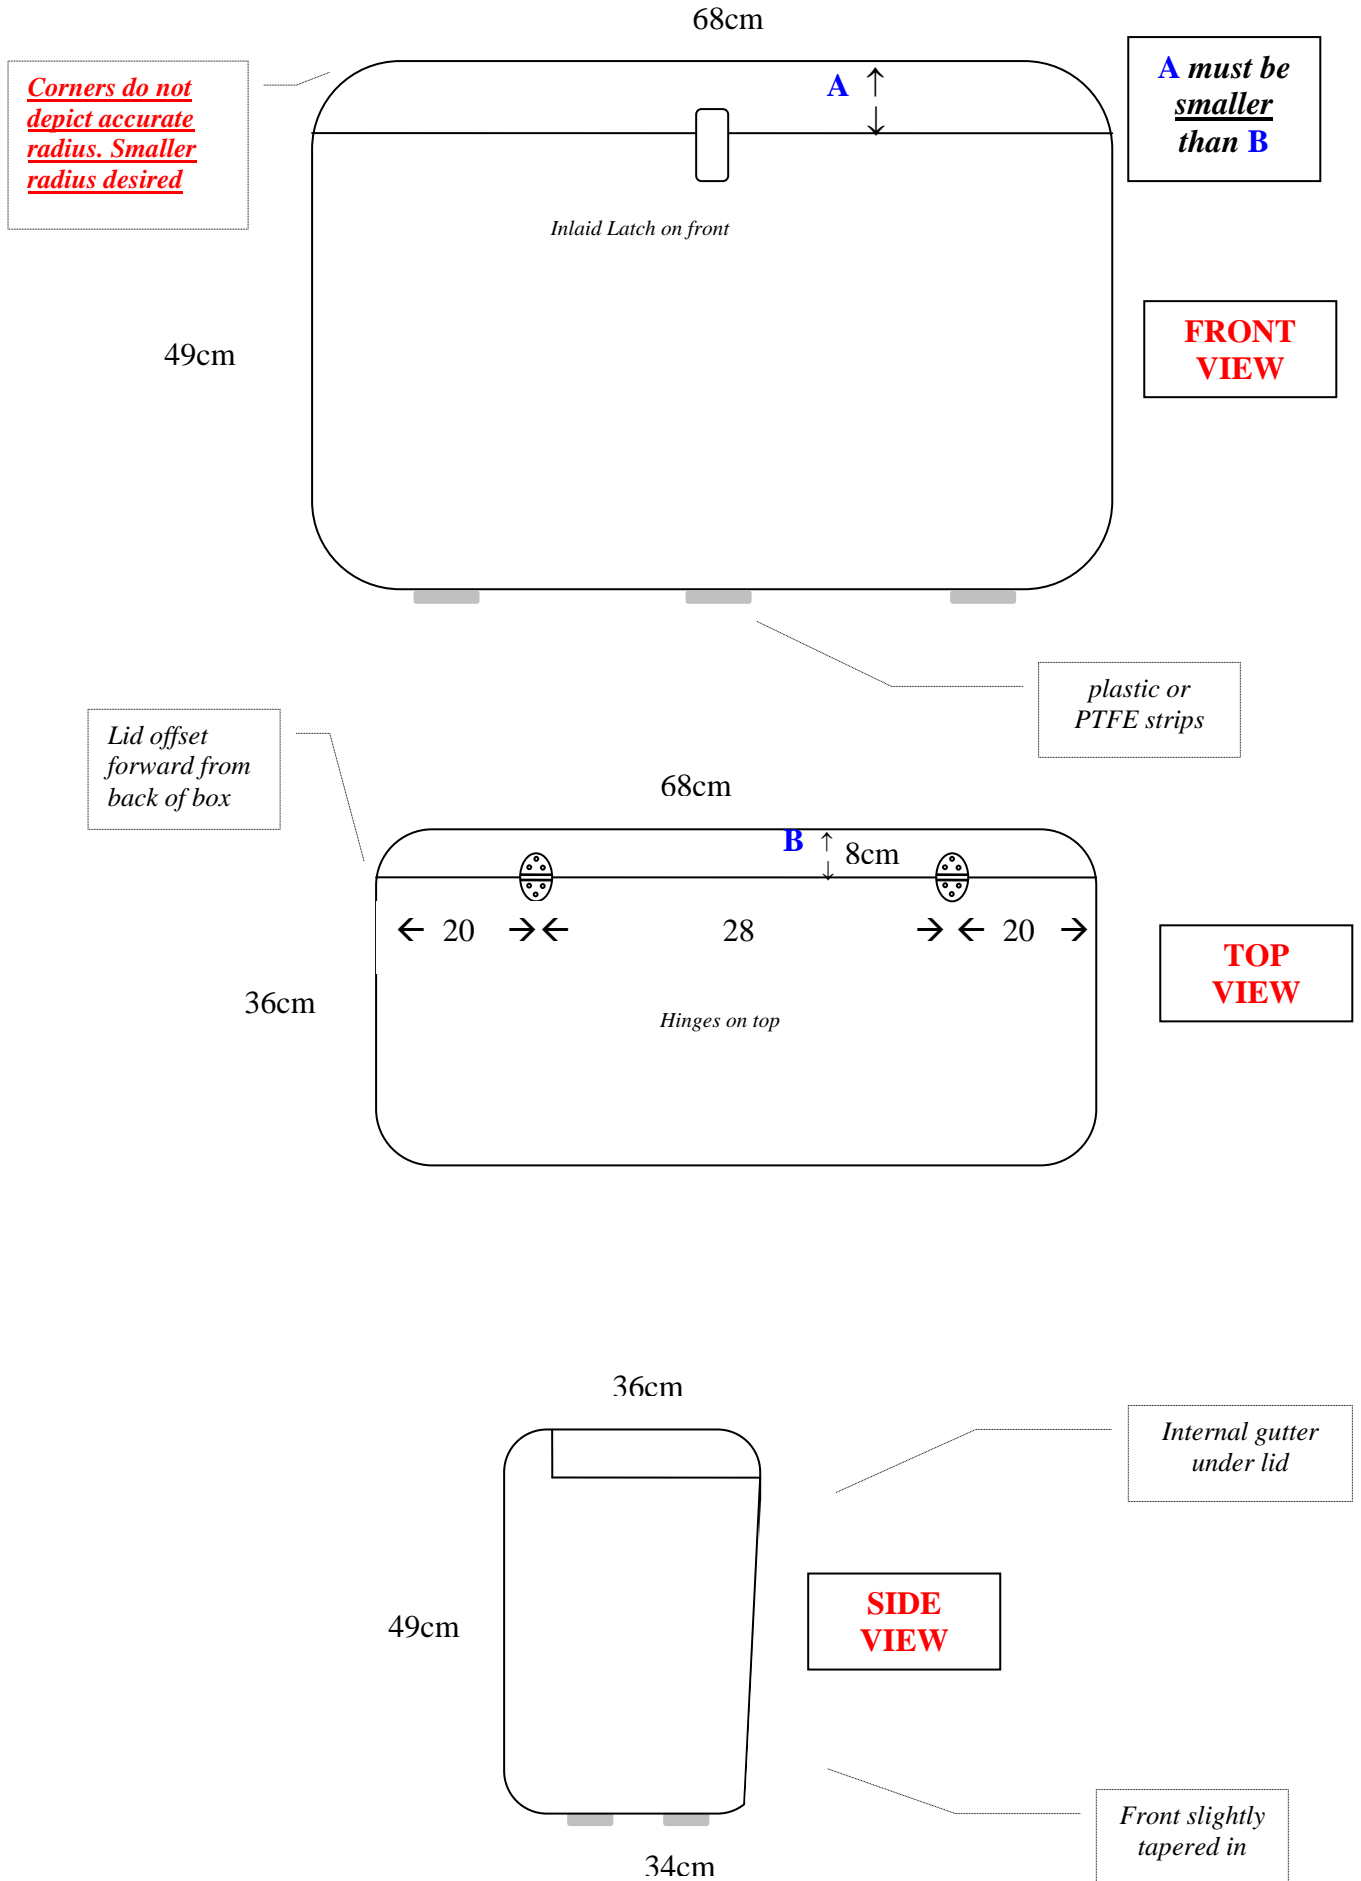 68cm
Corners do not
depict accurate
radius. Smaller
radius desired
A
A must be
smaller
than B
Inlaid Latch on front
49cm
FRONT
VIEW
plastic or
PTFE strips
Lid offset
forward from
back of box
68cm
B
8cm
20
28
20
36cm
Hinges on top
TOP
VIEW
36cm
Internal gutter
under lid
49cm
SIDE
VIEW
Front slightly
tapered in
34cm